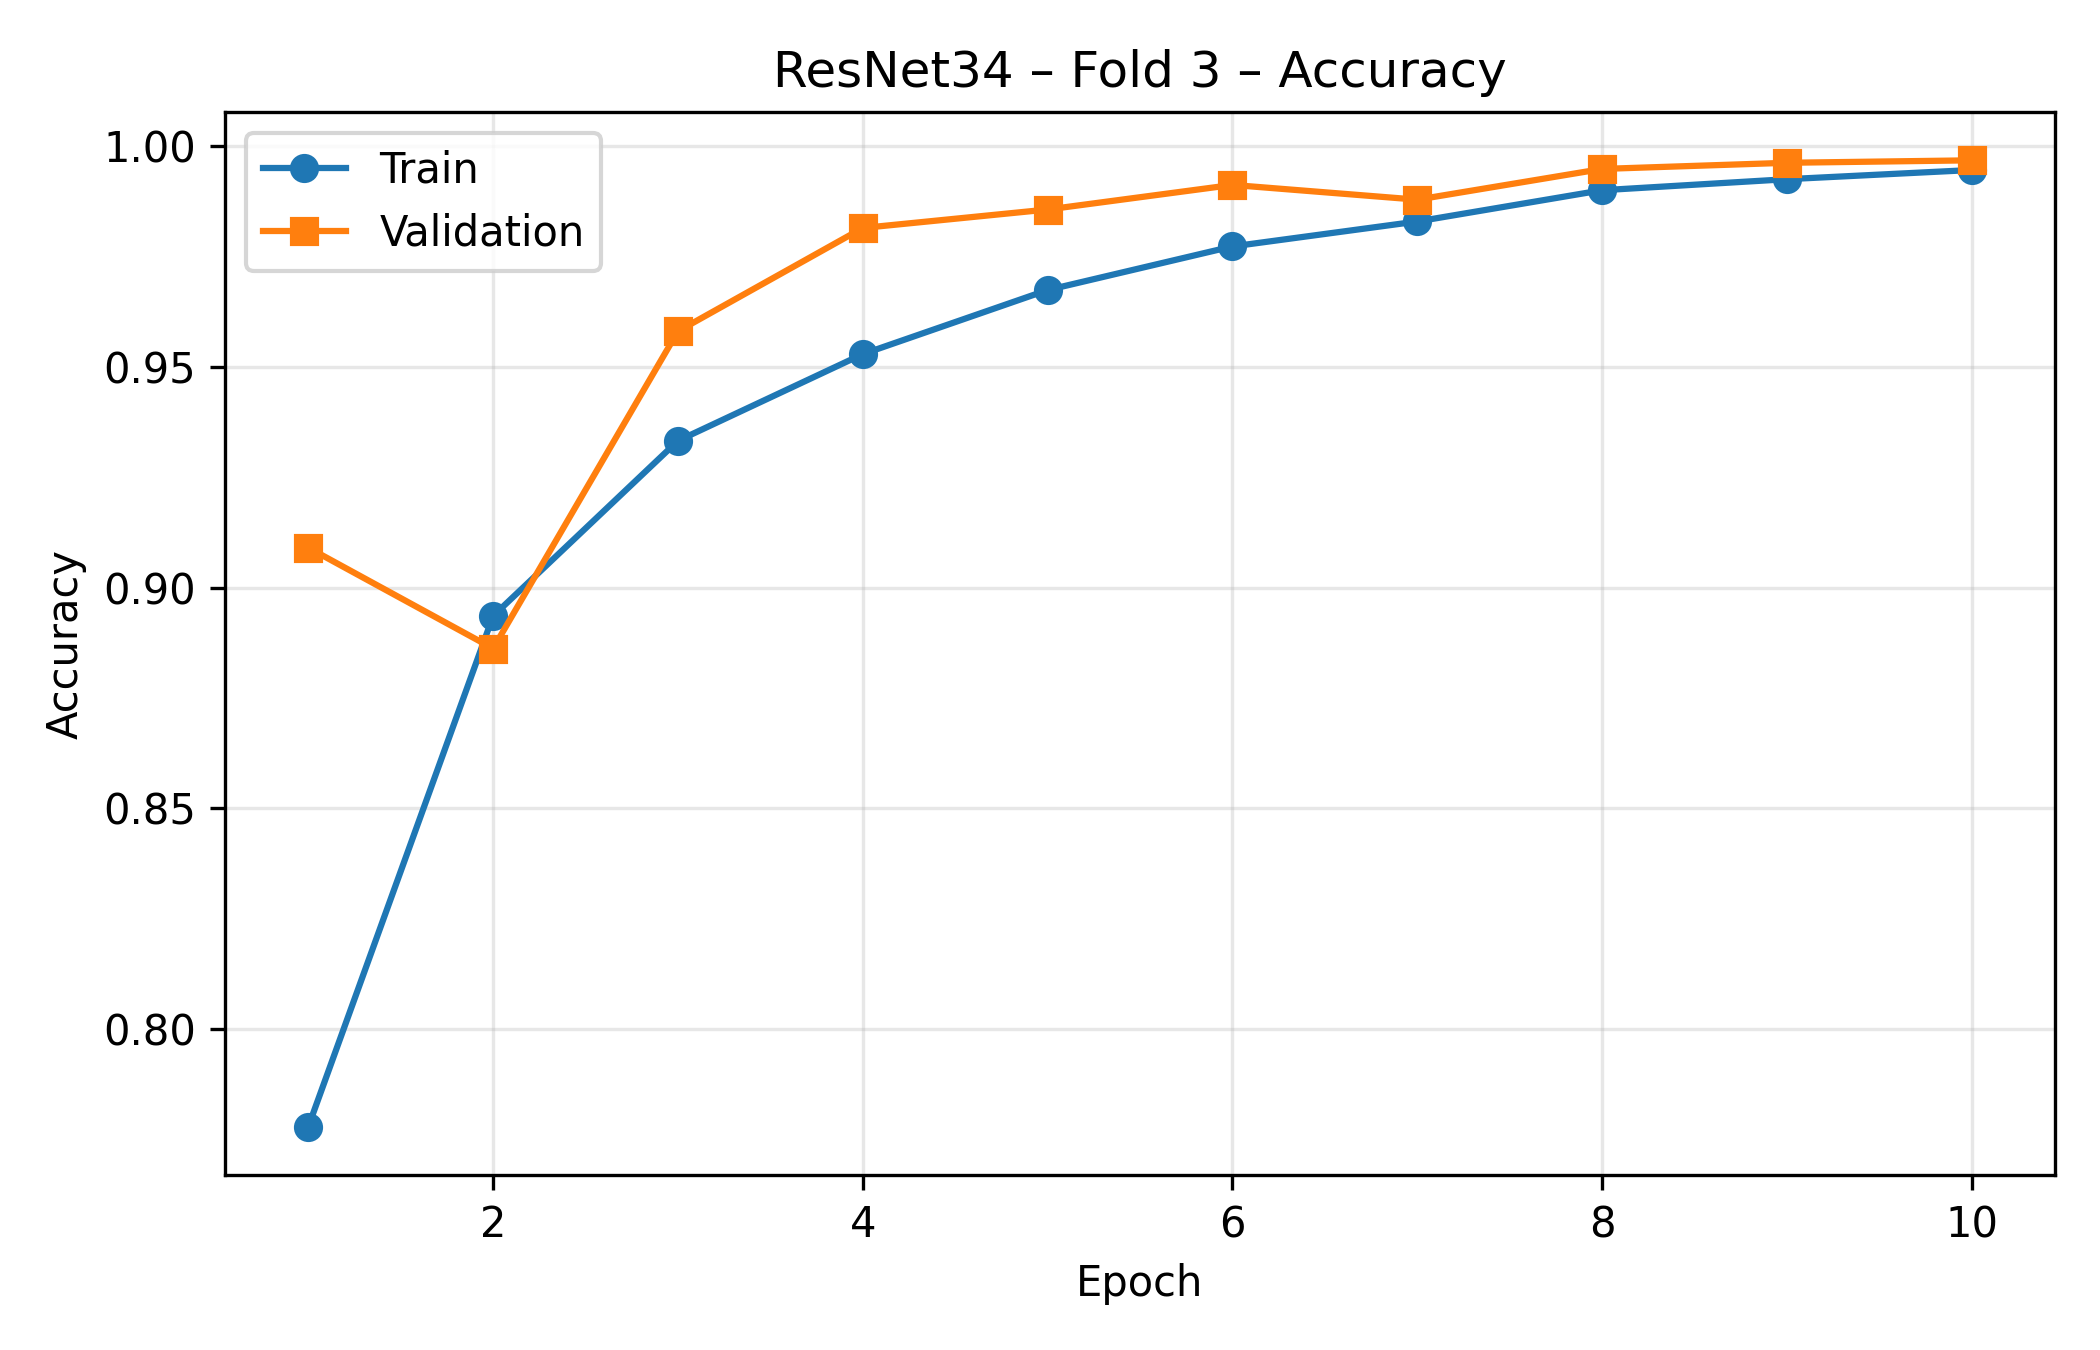 ResNet34 – Fold 3 – Accuracy
Train
Validation
1.00
0.95
0.90
0.85
0.80
Accuracy
2 4 6 8 10
Epoch